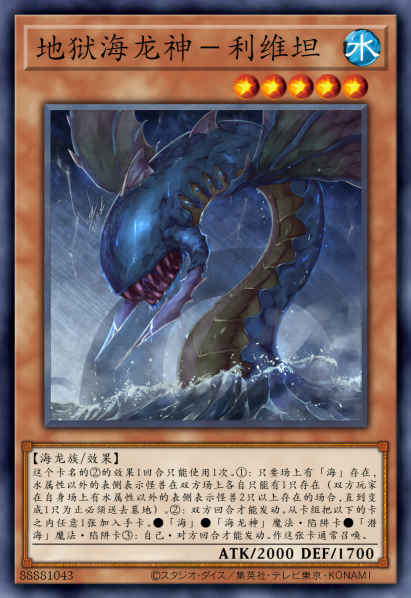 地狱海龙神－利维坦
水
【海龙族/效果】
这个卡名的②的效果1回合只能使用1次。①：只要场上有「海」存在，
水属性以外的表侧表示怪兽在双方场上各自只能有1只存在（双方玩家
在自身场上有水属性以外的表侧表示怪兽2只以上存在的场合，直到变
成1只为止必须送去墓地）。②：双方回合才能发动。从卡组把以下的卡
之内任意1张加入手卡。●「海」●「海龙神」魔法·陷阱卡●「潜
海」魔法·陷阱卡③：自己·对方回合才能发动。作这张卡通常召唤。
ATK/2000 DEF/1700
88881043
©スタジオ・ダイス／集英社・テレビ東京・KONAMI